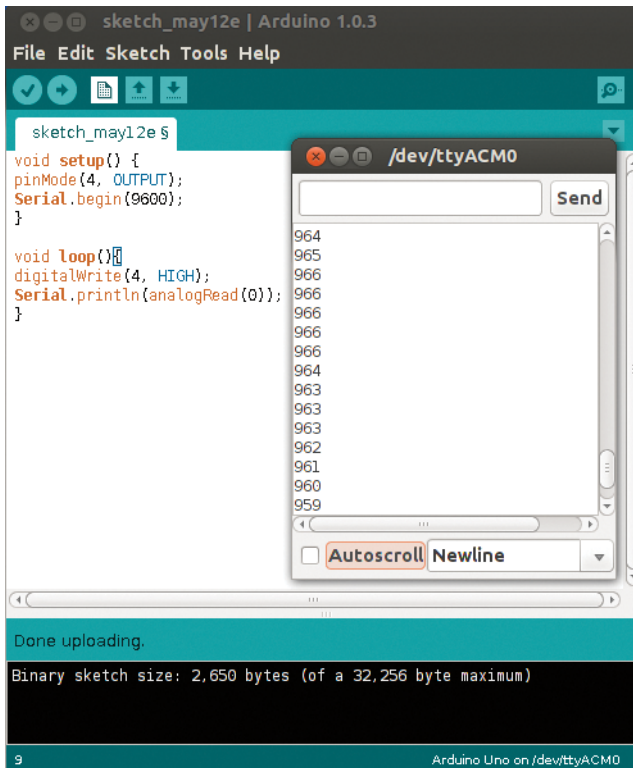 sketch_may12e | Arduino 1.0.3
File Edit Sketch Tools Help
sketch_may12e §
void setup() {
pinMode(4, OUTPUT);
Serial.begin(9600);
}
void loop(){
digitalWrite(4, HIGH);
Serial.println(analogRead(0));
}
/dev/ttyACM0
Send
964
965
966
966
966
966
966
964
963
963
963
962
961
960
959
Autoscroll Newline
Done uploading.
Binary sketch size: 2,650 bytes (of a 32,256 byte maximum)
9 Arduino Uno on /dev/ttyACM0